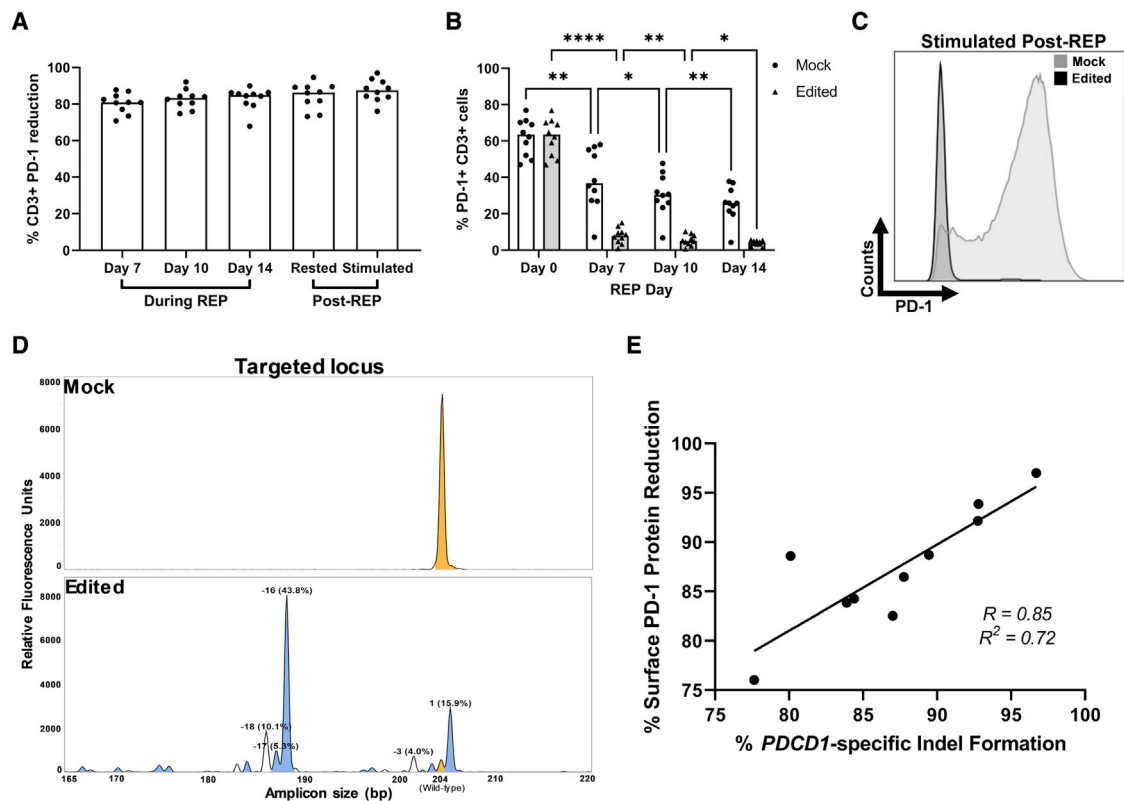 A
% CD3+ PD-1 reduction
100
80
60
40
20
0
Day 7 Day 10 Day 14 Rested Stimulated
During REP Post-REP
B
% PD-1+ CD3+ cells
100
80
60
40
20
0
**** ** *
** * **
Mock
Edited
Day 0 Day 7 Day 10 Day 14
REP Day
C
Stimulated Post-REP
Mock
Edited
Counts
PD-1
D
Targeted locus
Relative Fluorescence Units
Mock
8000
6000
4000
2000
0
Edited
8000
6000
4000
2000
0
-16 (43.8%)
-18 (10.1%)
-17 (5.3%)
-3 (4.0%)
1 (15.9%)
165 170 180 190 200 204 210 220
(Wild-type)
Amplicon size (bp)
E
% Surface PD-1 Protein Reduction
100
95
90
85
80
75
R = 0.85
R² = 0.72
75 80 85 90 95 100
% PDCD1-specific Indel Formation